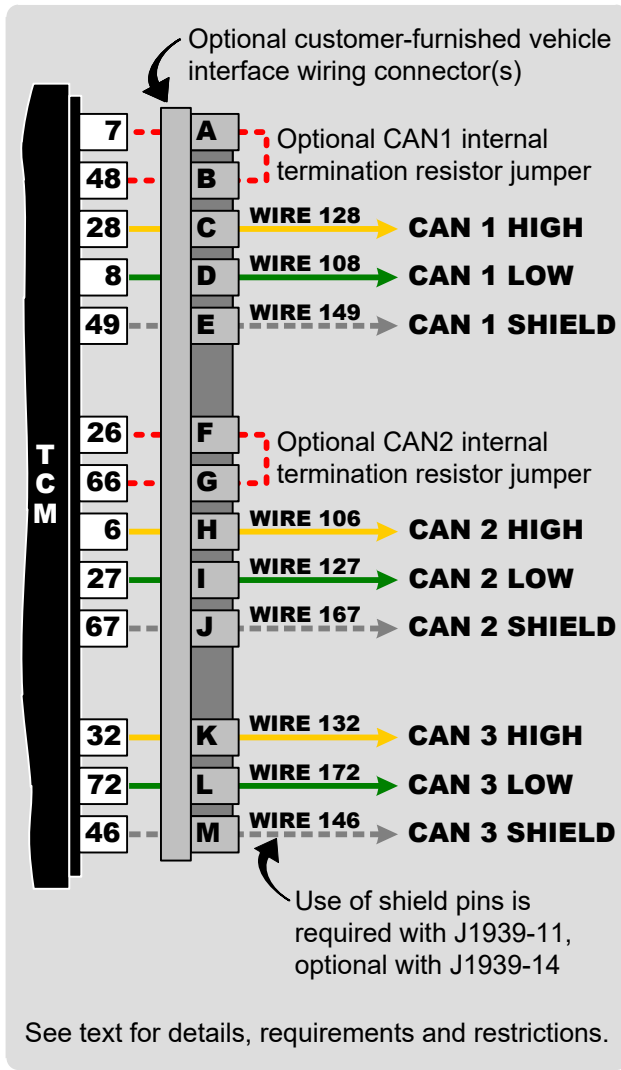 Optional customer-furnished vehicle
interface wiring connector(s)
TCM
7 A
Optional CAN1 internal
termination resistor jumper
48 B
28 C WIRE 128 CAN 1 HIGH
8 D WIRE 108 CAN 1 LOW
49 E WIRE 149 CAN 1 SHIELD
26 F
Optional CAN2 internal
termination resistor jumper
66 G
6 H WIRE 106 CAN 2 HIGH
27 I WIRE 127 CAN 2 LOW
67 J WIRE 167 CAN 2 SHIELD
32 K WIRE 132 CAN 3 HIGH
72 L WIRE 172 CAN 3 LOW
46 M WIRE 146 CAN 3 SHIELD
Use of shield pins is
required with J1939-11,
optional with J1939-14
See text for details, requirements and restrictions.